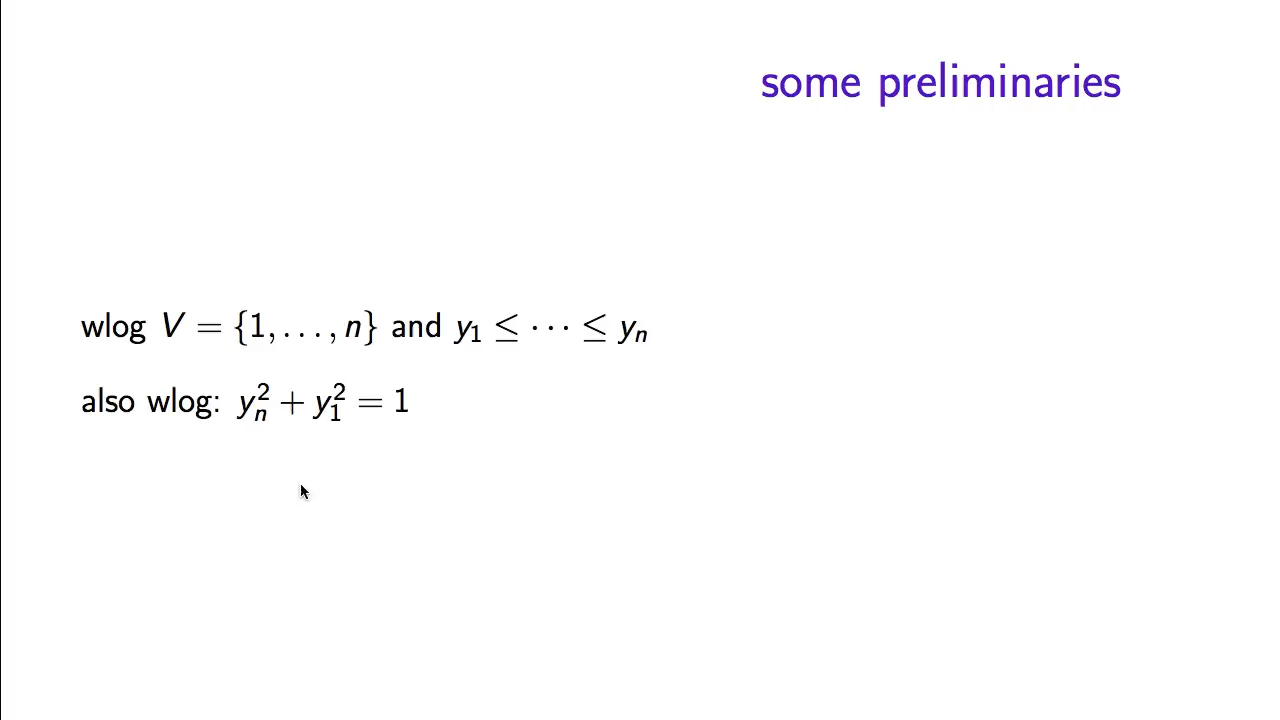 some preliminaries
wlog V = {1, . . . , n} and y₁ ≤ · · · ≤ yₙ
also wlog: yₙ² + y₁² = 1